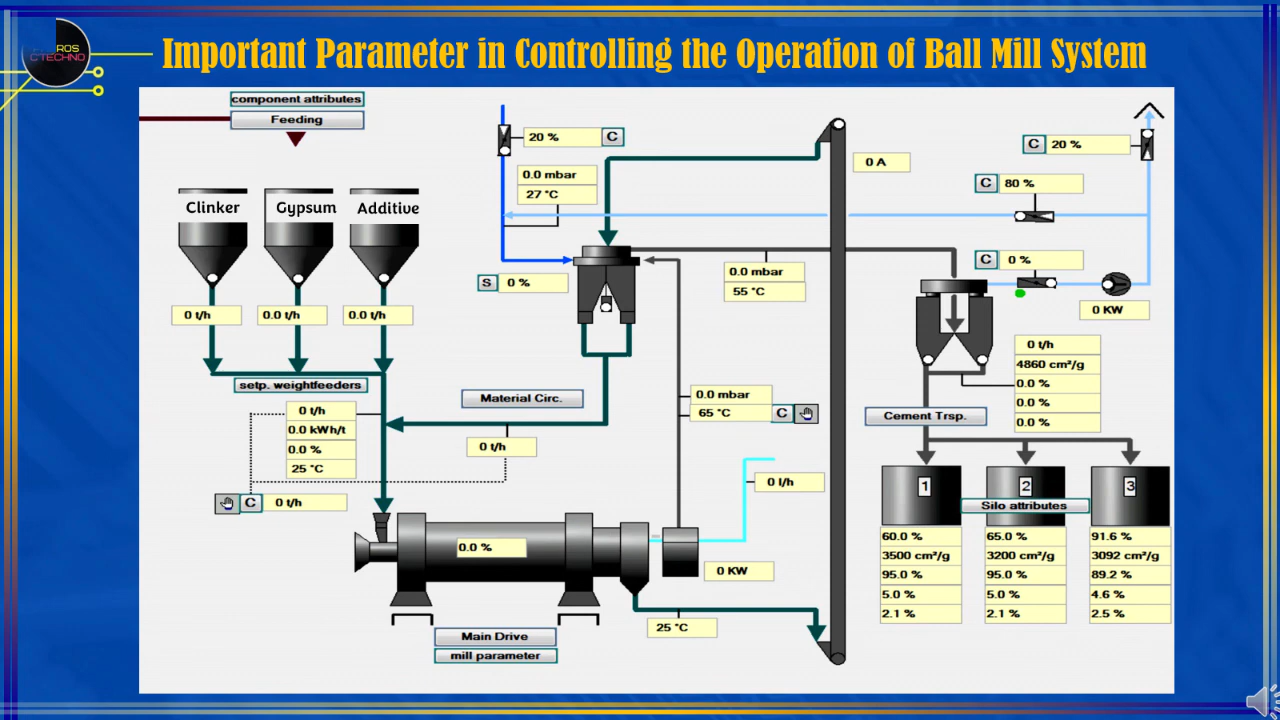 ROS
CTECHNO
Important Parameter in Controlling the Operation of Ball Mill System
component attributes
Feeding
20 %
C
0.0 mbar
27 °C
0 A
C
20 %
C
80 %
Clinker
Gypsum
Additive
S
0 %
0.0 mbar
55 °C
C
0 %
0 KW
0 t/h
0.0 t/h
0.0 t/h
0 t/h
4860 cm²/g
0.0 %
0.0 %
0.0 %
setp. weightfeeders
Material Circ.
0.0 mbar
65 °C
C
Cement Trsp.
0 t/h
0.0 kWh/t
0.0 %
25 °C
0 t/h
C
0 t/h
0 l/h
1
2
3
Silo attributes
0.0 %
0 KW
60.0 %
3500 cm²/g
95.0 %
5.0 %
2.1 %
65.0 %
3200 cm²/g
95.0 %
5.0 %
2.1 %
91.6 %
3092 cm²/g
89.2 %
4.6 %
2.5 %
25 °C
Main Drive
mill parameter